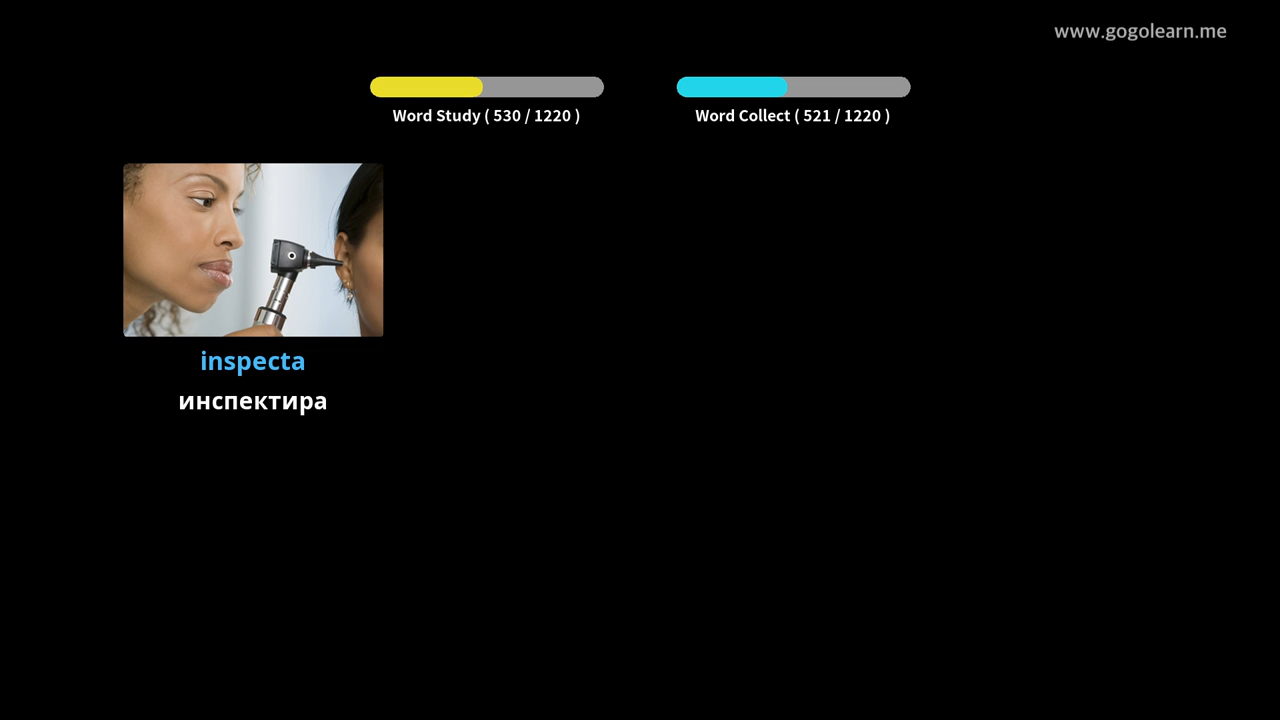 www.gogolearn.me
Word Study ( 530 / 1220 )
Word Collect ( 521 / 1220 )
inspecta
инспектира